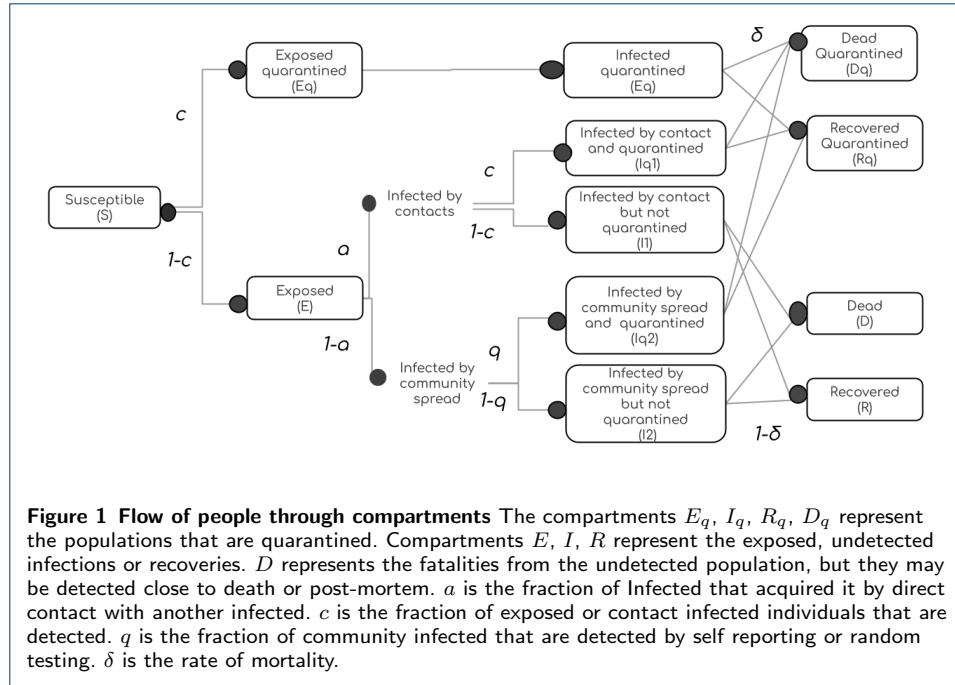 δ
Exposed
quarantined
(Eq)
Infected
quarantined
(Eq)
Dead
Quarantined
(Dq)
c
Infected by contact
and quarantined
(Iq1)
Recovered
Quarantined
(Rq)
c
Susceptible
(S)
Infected by
contacts
Infected by contact
but not
quarantined
(I1)
1-c
1-c
a
Exposed
(E)
Infected by
community spread
and quarantined
(Iq2)
Dead
(D)
1-a
q
Infected by
community
spread
1-q
Infected by
community spread
but not
quarantined
(I2)
Recovered
(R)
1-δ
Figure 1 Flow of people through compartments The compartments Eq, Iq, Rq, Dq represent
the populations that are quarantined. Compartments E, I, R represent the exposed, undetected
infections or recoveries. D represents the fatalities from the undetected population, but they may
be detected close to death or post-mortem. a is the fraction of Infected that acquired it by direct
contact with another infected. c is the fraction of exposed or contact infected individuals that are
detected. q is the fraction of community infected that are detected by self reporting or random
testing. δ is the rate of mortality.